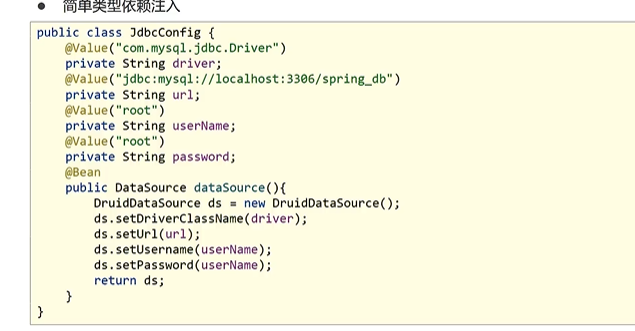 ● 简单类型依赖注入
public class JdbcConfig {
    @Value("com.mysql.jdbc.Driver")
    private String driver;
    @Value("jdbc:mysql://localhost:3306/spring_db")
    private String url;
    @Value("root")
    private String userName;
    @Value("root")
    private String password;
    @Bean
    public DataSource dataSource(){
        DruidDataSource ds = new DruidDataSource();
        ds.setDriverClassName(driver);
        ds.setUrl(url);
        ds.setUsername(userName);
        ds.setPassword(userName);
        return ds;
    }
}